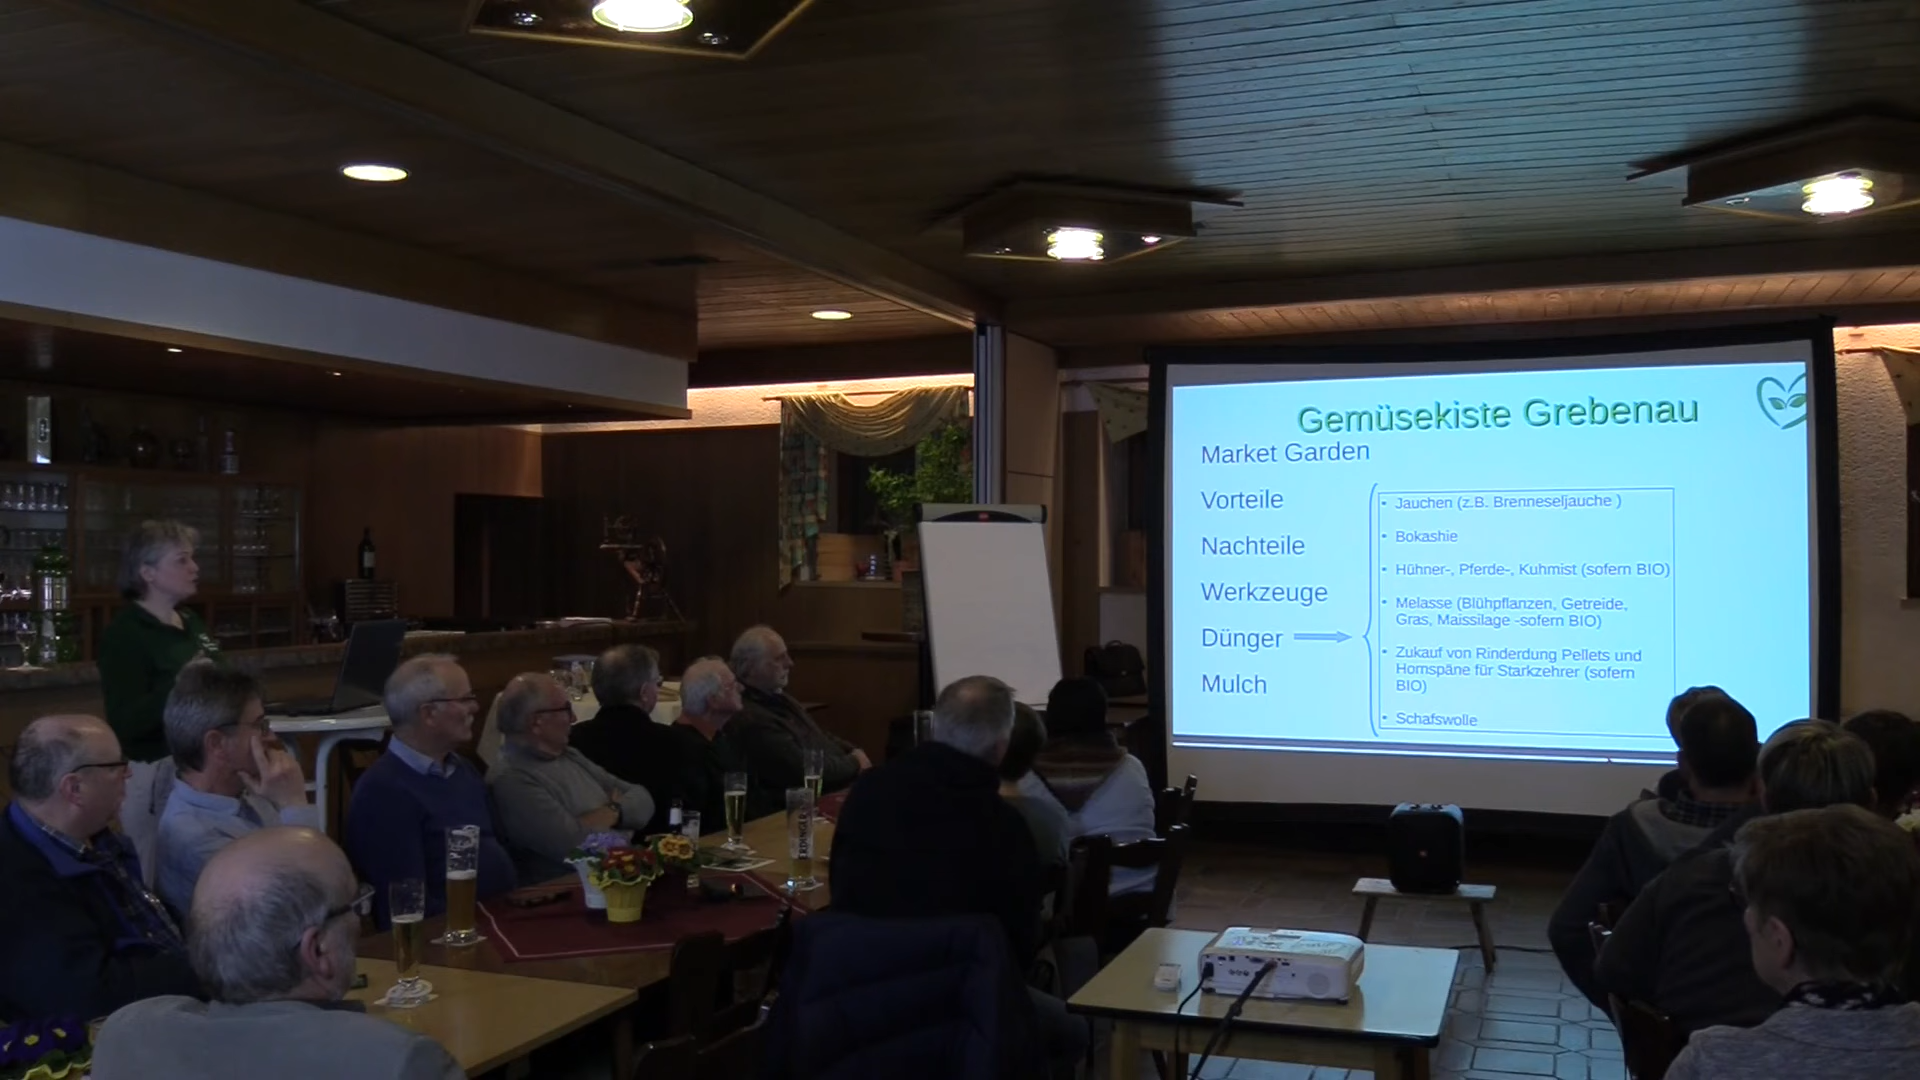 Gemüsekiste Grebenau
Market Garden
Vorteile
Nachteile
Werkzeuge
Dünger
Mulch
• Jauchen (z.B. Brenneseljauche )
• Bokashie
• Hühner-, Pferde-, Kuhmist (sofern BIO)
• Melasse (Blühpflanzen, Getreide,
Gras, Maissilage -sofern BIO)
• Zukauf von Rinderdung Pellets und
Hornspäne für Starkzehrer (sofern
BIO)
• Schafswolle
ERDINGER